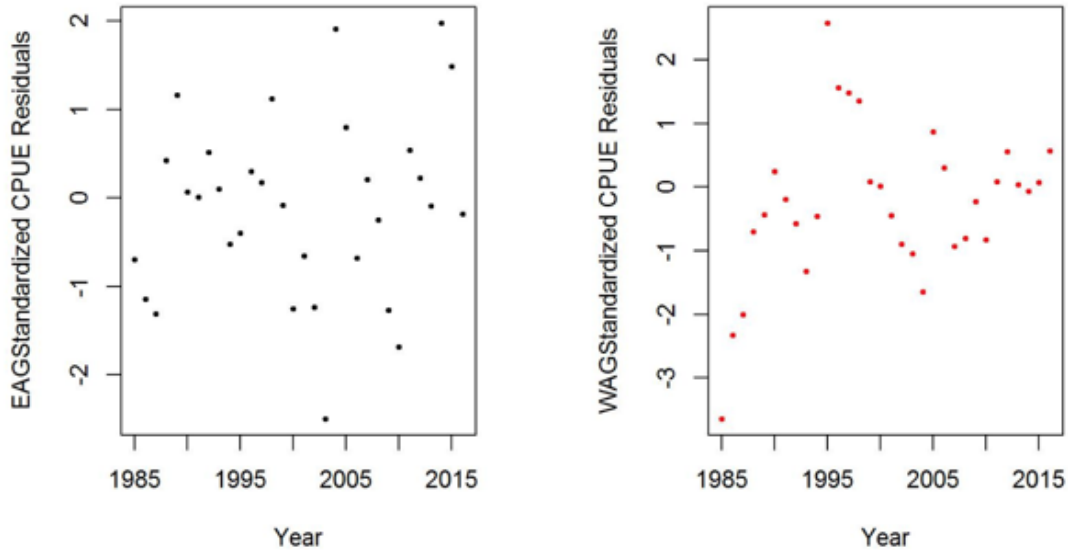 EAGStandardized CPUE Residuals
2
1
0
-1
-2
1985 1995 2005 2015
Year
WAGStandardized CPUE Residuals
2
1
0
-1
-2
-3
1985 1995 2005 2015
Year